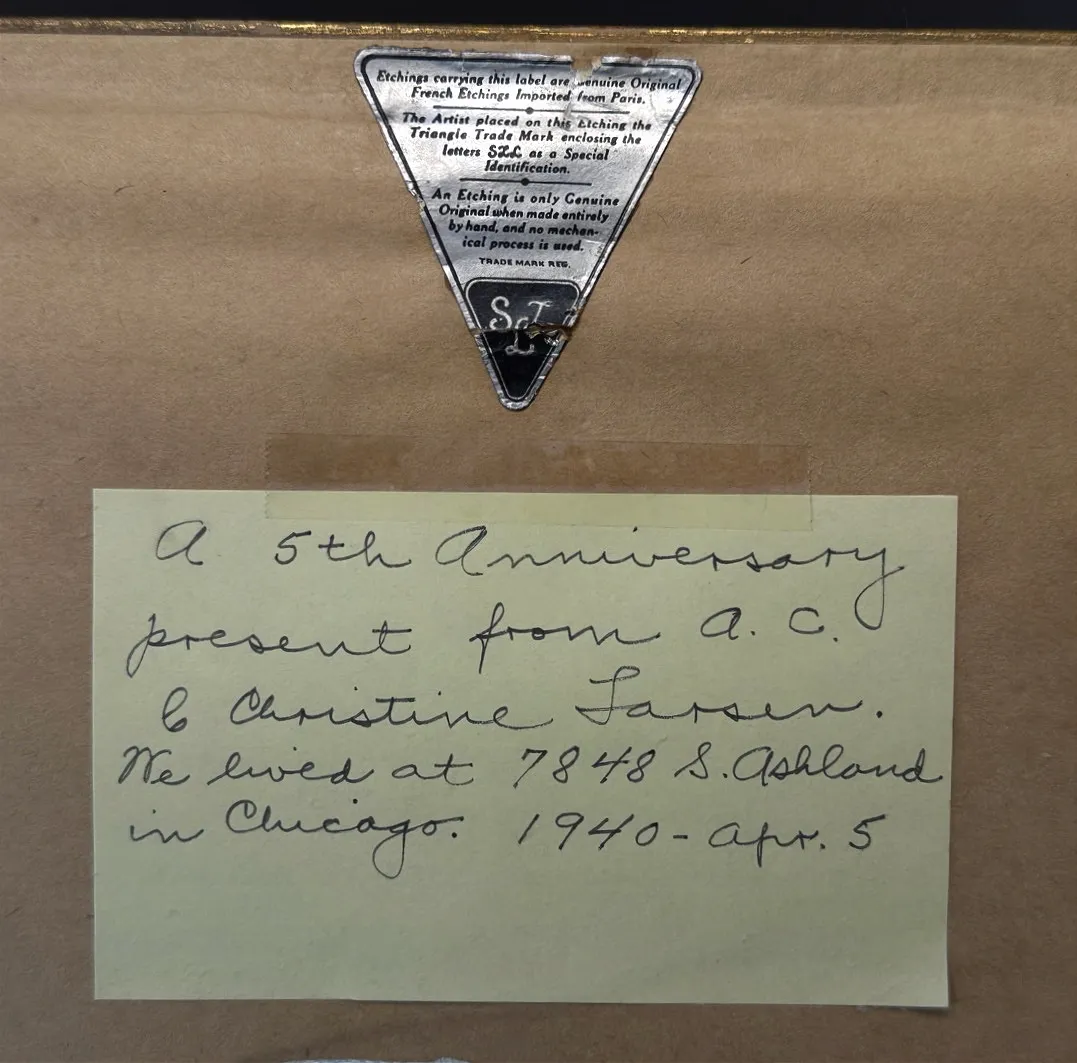 Etchings carrying this label are Genuine Original
French Etchings Imported from Paris.
The Artist placed on this Etching the
Triangle Trade Mark enclosing the
letters SLL as a Special
Identification.
An Etching is only Genuine
Original when made entirely
by hand, and no mechan-
ical process is used.
TRADE MARK REG.
A 5th Anniversary
present from A. C.
& Christine Larsen.
We lived at 7848 S. Ashland
in Chicago. 1940 - Apr. 5